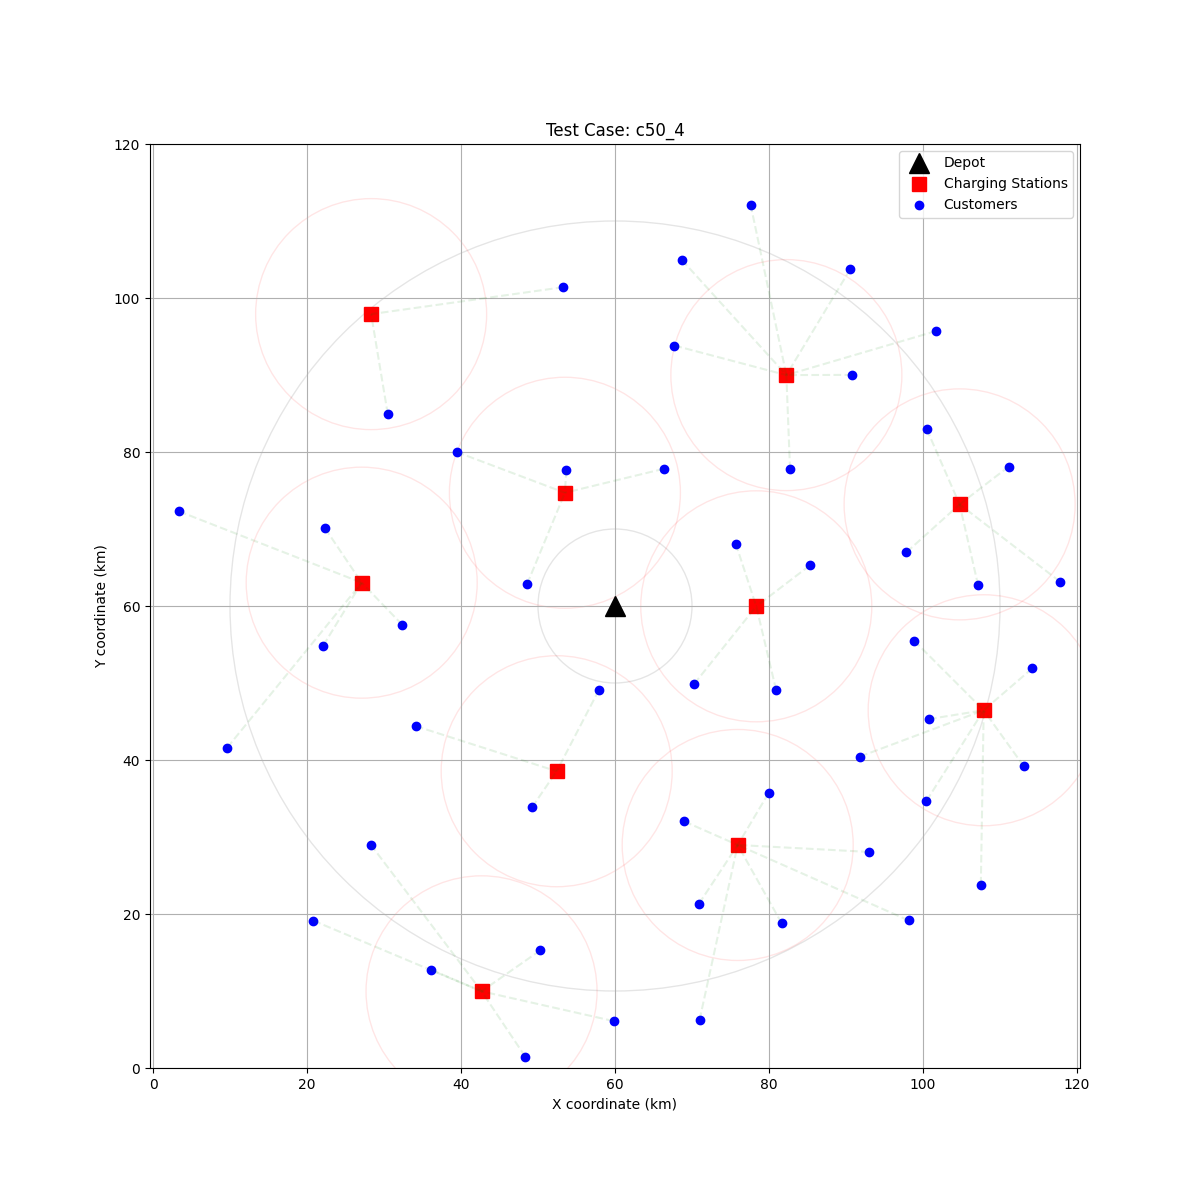 Test Case: c50_4
Depot
Charging Stations
Customers
120
100
80
60
40
20
0
Y coordinate (km)
0 20 40 60 80 100 120
X coordinate (km)